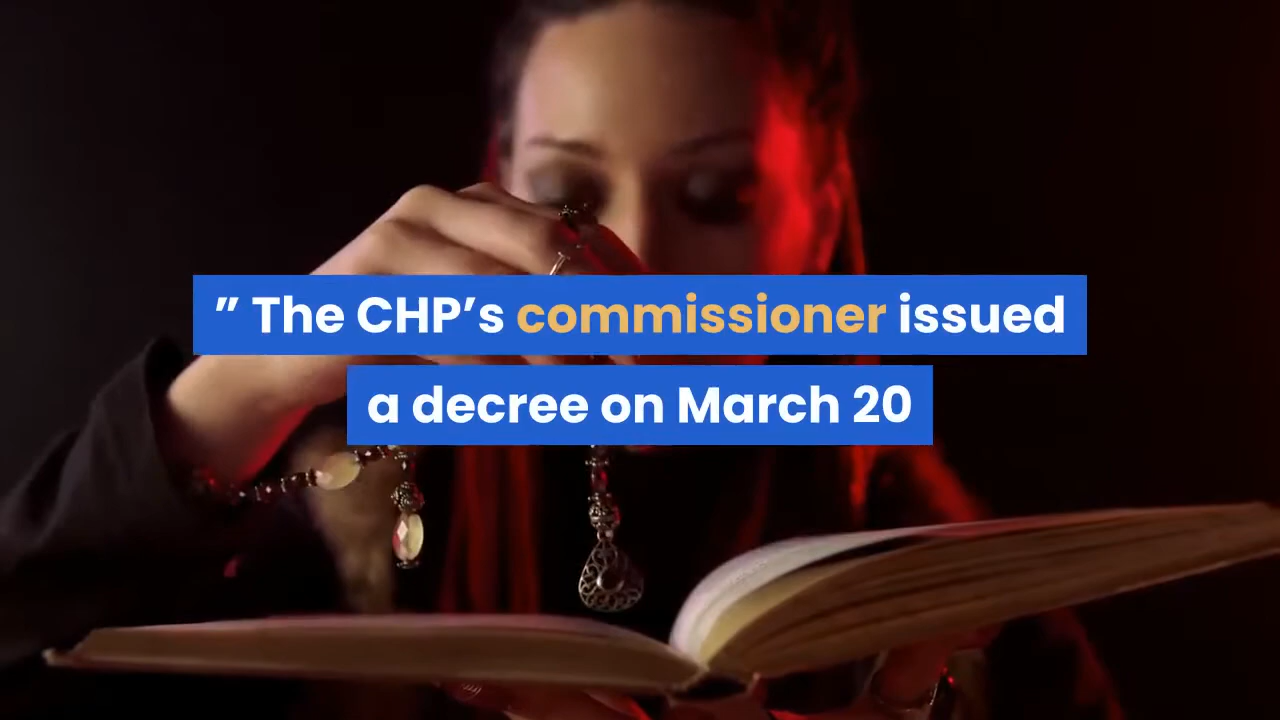 ” The CHP’s commissioner issued
a decree on March 20